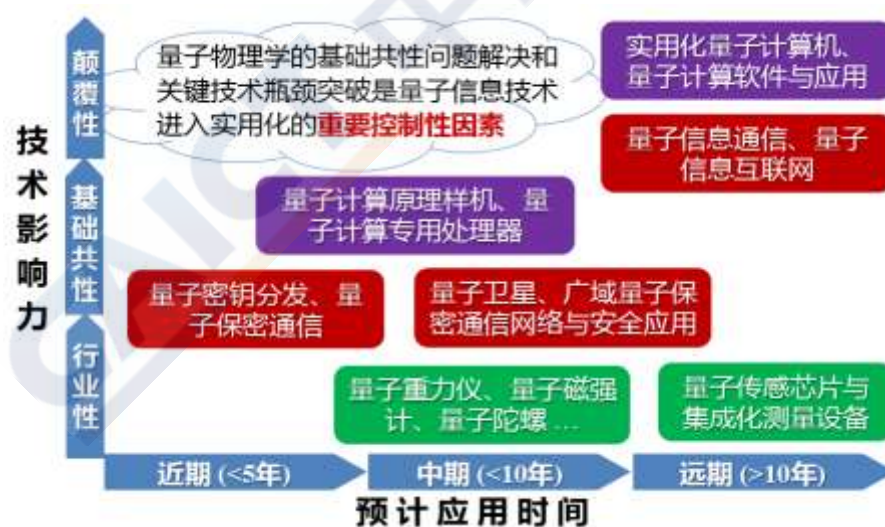 量子物理学的基础共性问题解决和
关键技术瓶颈突破是量子信息技术
进入实用化的重要控制性因素
实用化量子计算机、
量子计算软件与应用
量子信息通信、量子
信息互联网
量子计算原理样机、量
子计算专用处理器
量子密钥分发、量
子保密通信
量子卫星、广域量子保
密通信网络与安全应用
量子重力仪、量子磁强
计、量子陀螺 ...
量子传感芯片与
集成化测量设备
技术影响力
颠覆性
基础共性
行业性
近期 (<5年)
中期 (<10年)
远期 (>10年)
预计应用时间